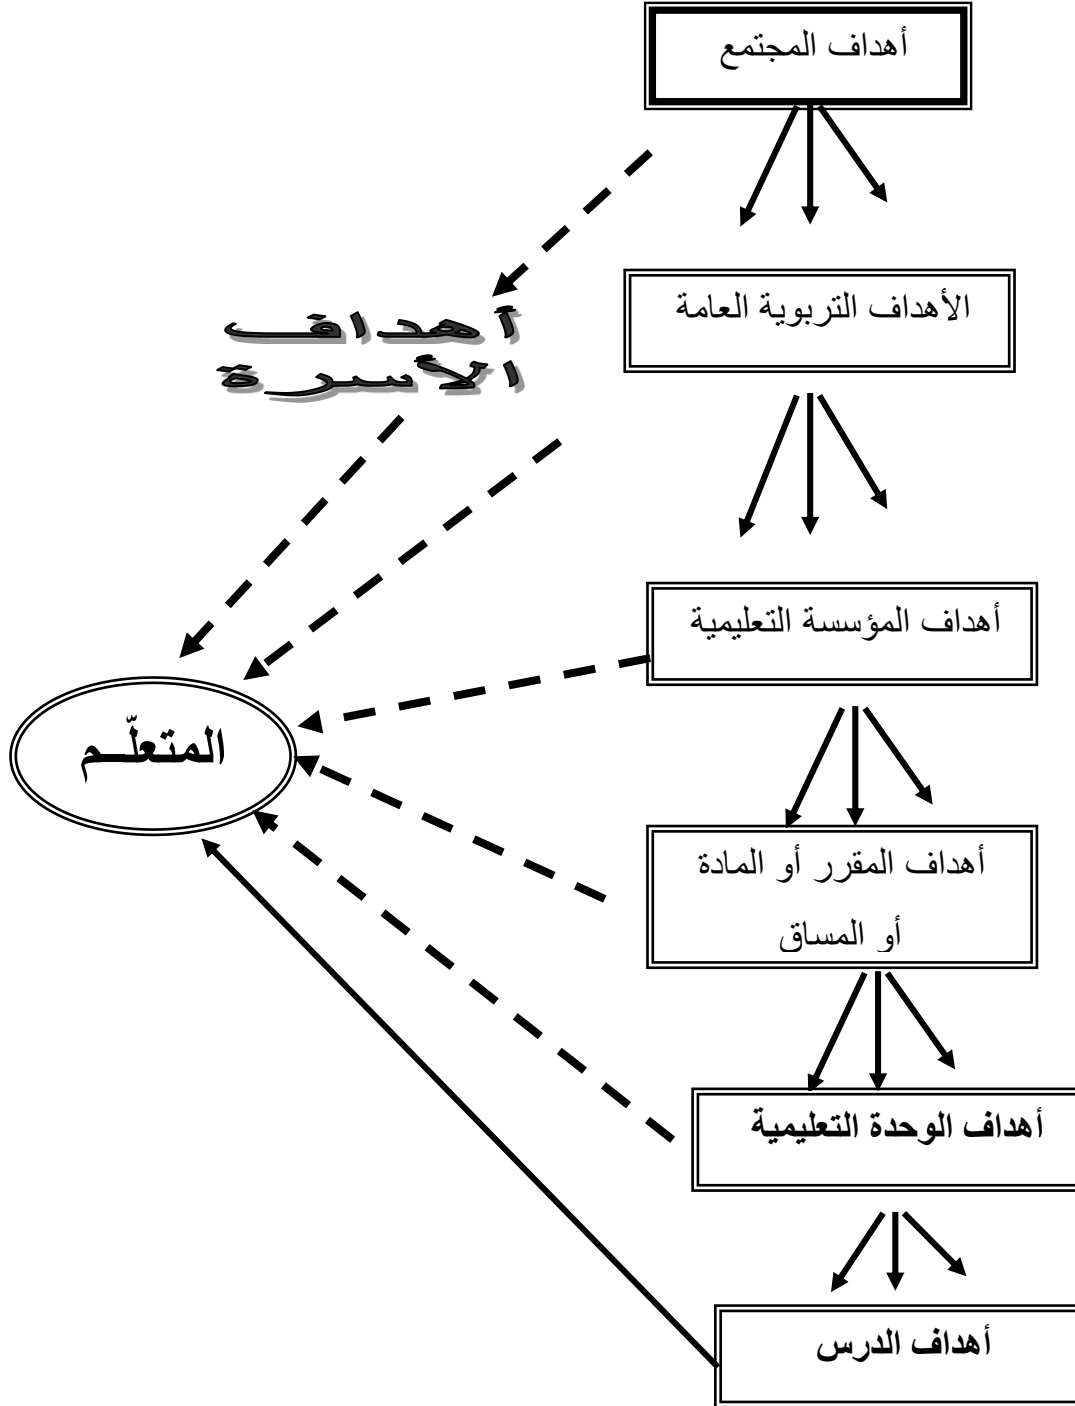 أهداف المجتمع
الأهداف التربوية العامة
أهداف
الأسرة
أهداف المؤسسة التعليمية
المتعلّــم
أهداف المقرر أو المادة
أو المساق
أهداف الوحدة التعليمية
أهداف الدرس